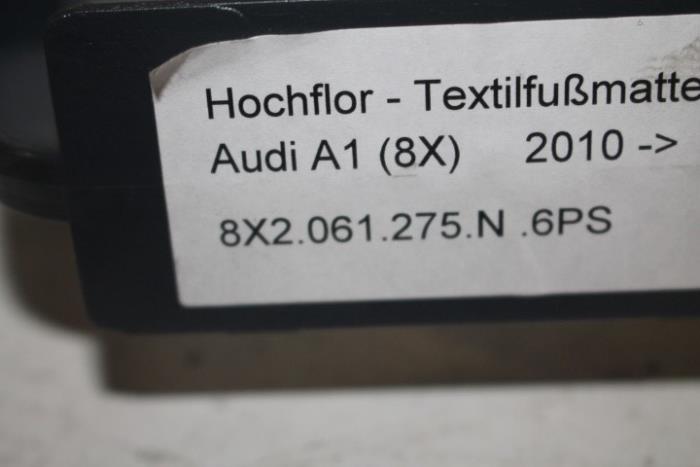 Hochflor - Textilfußmatte
Audi A1 (8X) 2010 ->
8X2.061.275.N .6PS